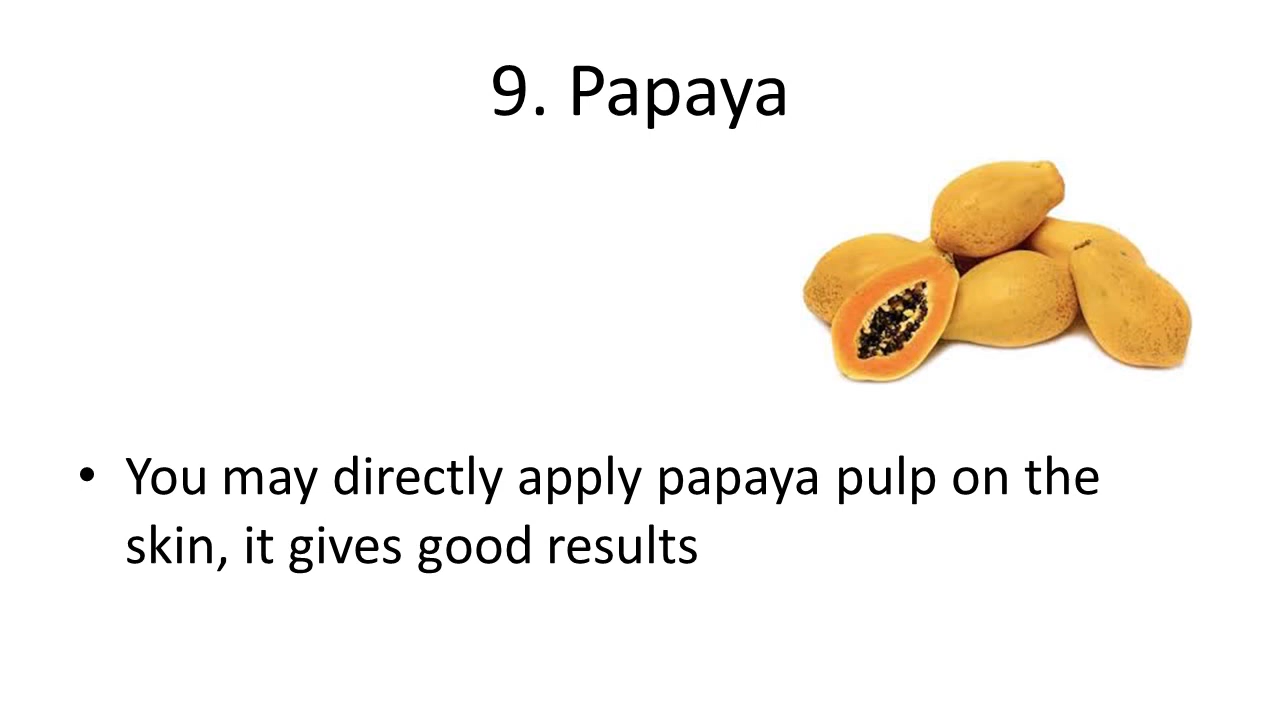 9. Papaya
• You may directly apply papaya pulp on the
skin, it gives good results